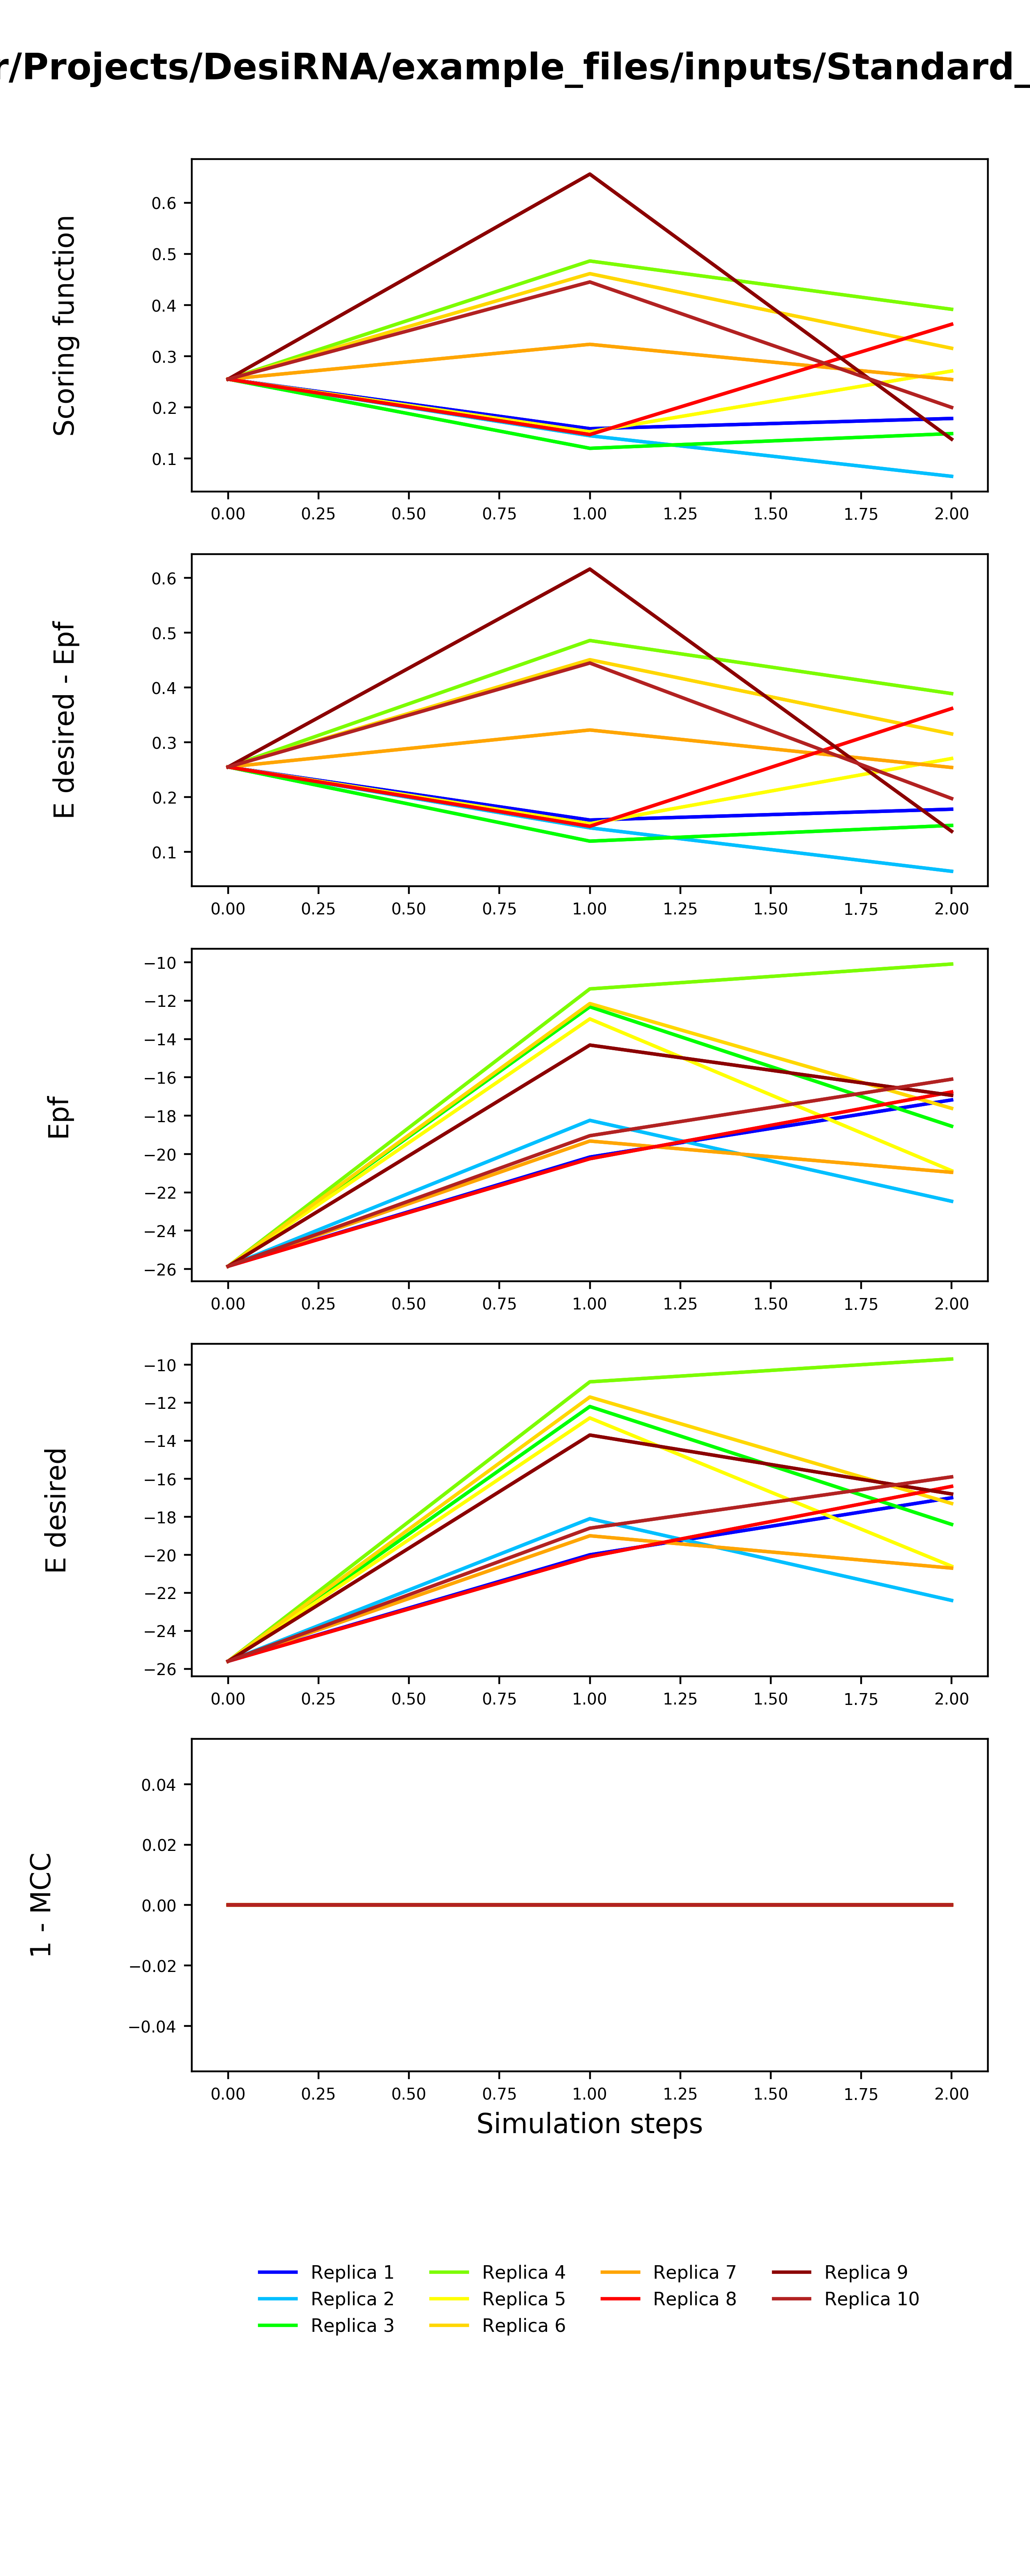 r/Projects/DesiRNA/example_files/inputs/Standard_
Scoring function
0.6
0.5
0.4
0.3
0.2
0.1
0.00 0.25 0.50 0.75 1.00 1.25 1.50 1.75 2.00
E desired - Epf
0.6
0.5
0.4
0.3
0.2
0.1
0.00 0.25 0.50 0.75 1.00 1.25 1.50 1.75 2.00
Epf
−10
−12
−14
−16
−18
−20
−22
−24
−26
0.00 0.25 0.50 0.75 1.00 1.25 1.50 1.75 2.00
E desired
−10
−12
−14
−16
−18
−20
−22
−24
−26
0.00 0.25 0.50 0.75 1.00 1.25 1.50 1.75 2.00
1 - MCC
0.04
0.02
0.00
−0.02
−0.04
0.00 0.25 0.50 0.75 1.00 1.25 1.50 1.75 2.00
Simulation steps
Replica 1 Replica 4 Replica 7 Replica 9
Replica 2 Replica 5 Replica 8 Replica 10
Replica 3 Replica 6